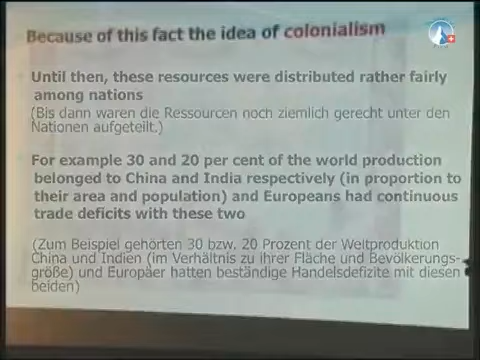 Because of this fact the idea of colonialism
Until then, these resources were distributed rather fairly
among nations
(Bis dann waren die Ressourcen noch ziemlich gerecht unter den
Nationen aufgeteilt.)
For example 30 and 20 per cent of the world production
belonged to China and India respectively (in proportion to
their area and population) and Europeans had continuous
trade deficits with these two
(Zum Beispiel gehörten 30 bzw. 20 Prozent der Weltproduktion
China und Indien (im Verhältnis zu ihrer Fläche und Bevölkerungs-
größe) und Europäer hatten beständige Handelsdefizite mit diesen
beiden)